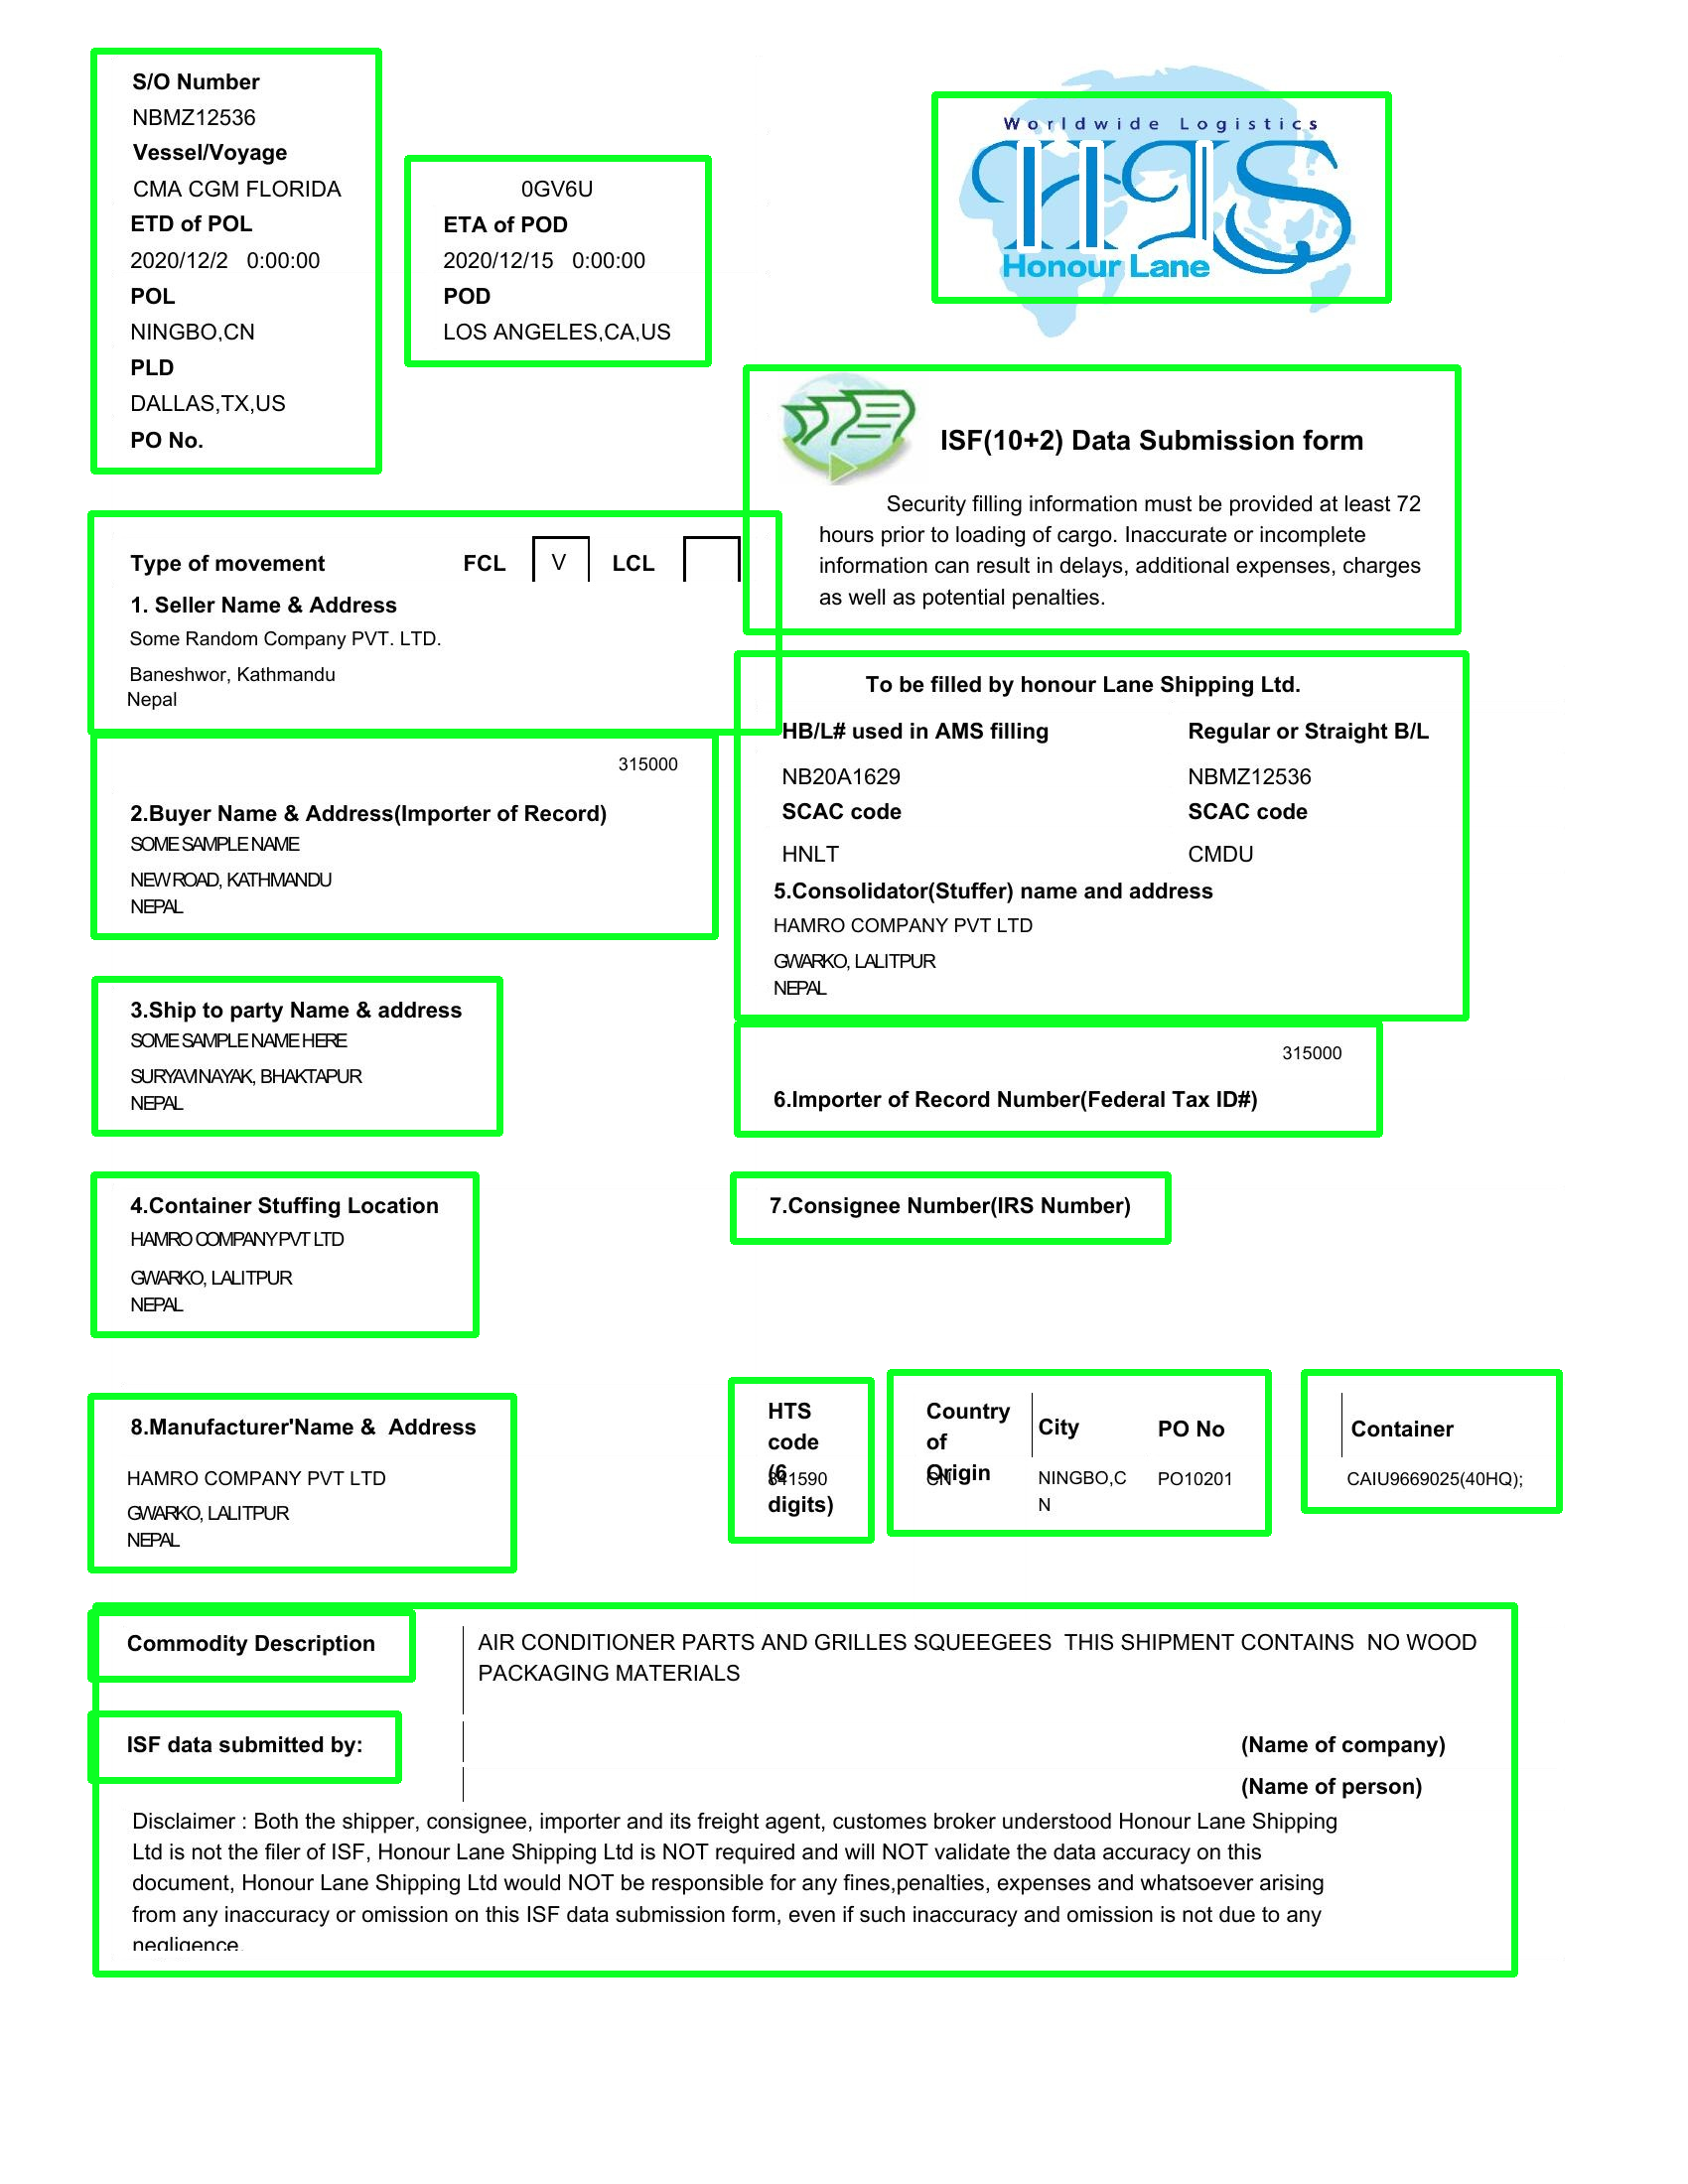 S/O Number
NBMZ12536
Vessel/Voyage
CMA CGM FLORIDA 0GV6U
ETD of POL ETA of POD
2020/12/2 0:00:00 2020/12/15 0:00:00
POL POD
NINGBO,CN LOS ANGELES,CA,US
PLD
DALLAS,TX,US
PO No.
Worldwide Logistics
HLS
Honour Lane
ISF(10+2) Data Submission form
Security filling information must be provided at least 72
hours prior to loading of cargo. Inaccurate or incomplete
information can result in delays, additional expenses, charges
as well as potential penalties.
Type of movement FCL V LCL
1. Seller Name & Address
Some Random Company PVT. LTD.
Baneshwor, Kathmandu
Nepal
315000
2.Buyer Name & Address(Importer of Record)
SOME SAMPLE NAME
NEW ROAD, KATHMANDU
NEPAL
3.Ship to party Name & address
SOME SAMPLE NAME HERE
SURYAVINAYAK, BHAKTAPUR
NEPAL
4.Container Stuffing Location
HAMRO COMPANY PVT LTD
GWARKO, LALITPUR
NEPAL
To be filled by honour Lane Shipping Ltd.
HB/L# used in AMS filling Regular or Straight B/L
NB20A1629 NBMZ12536
SCAC code SCAC code
HNLT CMDU
5.Consolidator(Stuffer) name and address
HAMRO COMPANY PVT LTD
GWARKO, LALITPUR
NEPAL
315000
6.Importer of Record Number(Federal Tax ID#)
7.Consignee Number(IRS Number)
8.Manufacturer'Name & Address
HAMRO COMPANY PVT LTD
GWARKO, LALITPUR
NEPAL
HTS
code
(6
digits)
841590
Country
of
Origin
CN
City
NINGBO,C
N
PO No
PO10201
Container
CAIU9669025(40HQ);
Commodity Description
AIR CONDITIONER PARTS AND GRILLES SQUEEGEES THIS SHIPMENT CONTAINS NO WOOD
PACKAGING MATERIALS
ISF data submitted by: (Name of company)
(Name of person)
Disclaimer : Both the shipper, consignee, importer and its freight agent, customes broker understood Honour Lane Shipping
Ltd is not the filer of ISF, Honour Lane Shipping Ltd is NOT required and will NOT validate the data accuracy on this
document, Honour Lane Shipping Ltd would NOT be responsible for any fines,penalties, expenses and whatsoever arising
from any inaccuracy or omission on this ISF data submission form, even if such inaccuracy and omission is not due to any
negligence.